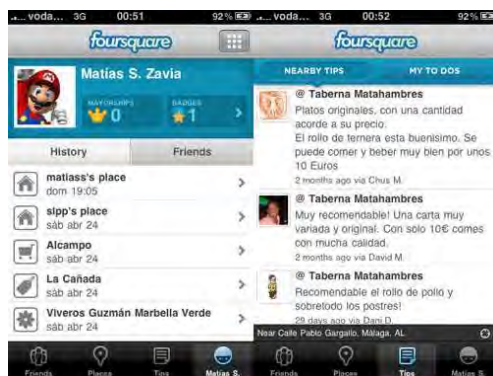 voda... 3G 00:51 92%
foursquare
Matías S. Zavia
MAYORSHIPS
0
BADGES
1
History Friends
matiass's place
dom 19:05
slpp's place
sáb abr 24
Alcampo
sáb abr 24
La Cañada
sáb abr 24
Viveros Guzmán Marbella Verde
sáb abr 24
Friends Places Tips Matías S.
voda... 3G 00:52 92%
foursquare
NEARBY TIPS MY TO DOS
@ Taberna Matahambres
Platos originales, con una cantidad
acorde a su precio.
El rollo de ternera esta buenisimo. Se
puede comer y beber muy bien por unos
10 Euros
2 months ago via Chus M.
@ Taberna Matahambres
Muy recomendable! Una carta muy
variada y original. Con solo 10€ comes
con mucha calidad.
2 months ago via David M.
@ Taberna Matahambres
Recomendable el rollo de pollo y
sobretodo los postres!
29 days ago via Dani D.
Near Calle Pablo Gargallo, Málaga, AL
Friends Places Tips Matías S.